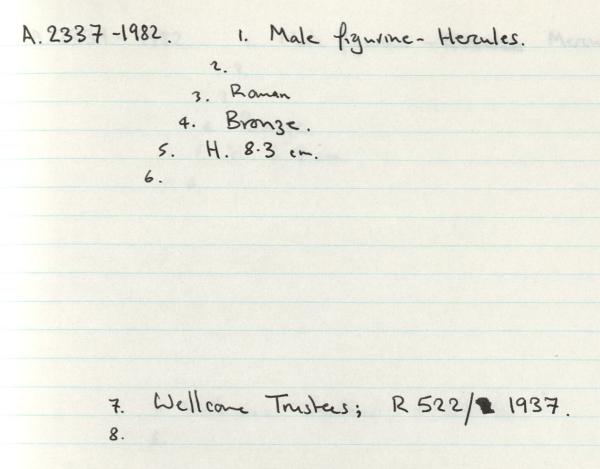 A.2337-1982. 1. Male figurine - Hercules.
2.
3. Roman
4. Bronze.
5. H. 8.3 cm.
6.
7. Wellcome Trustees; R 522/ 1937.
8.